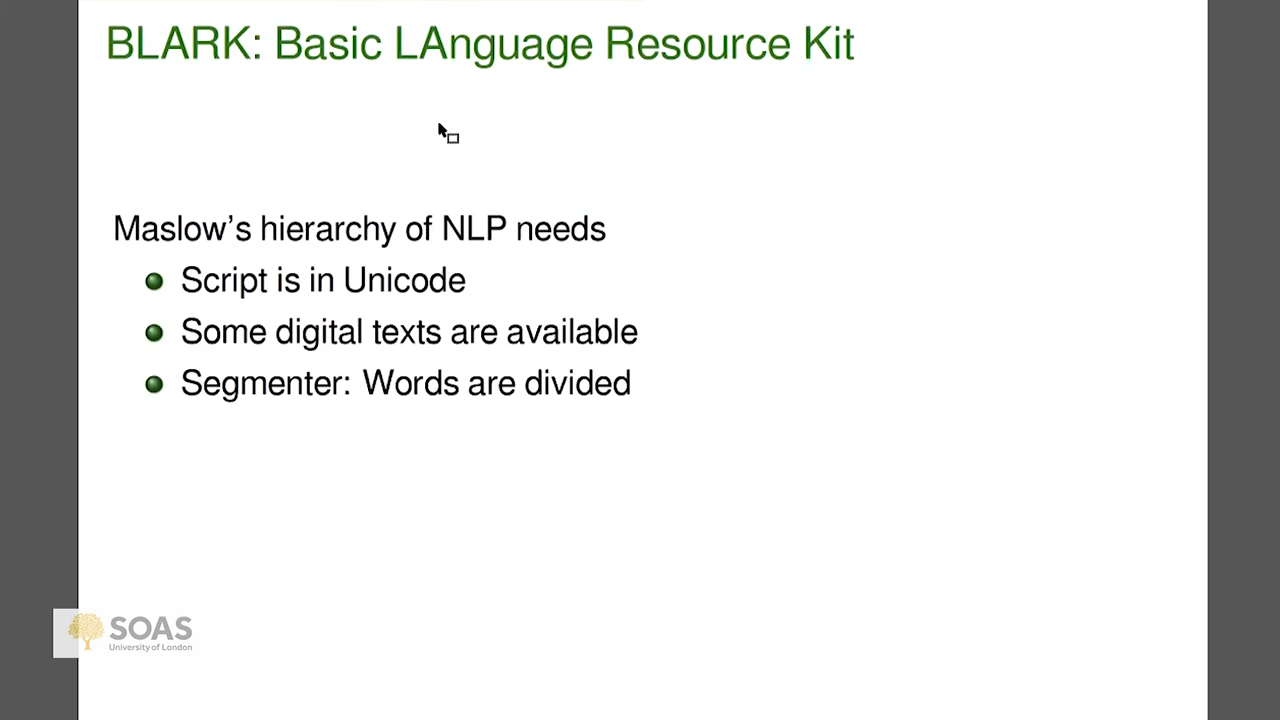 BLARK: Basic LAnguage Resource Kit
Maslow's hierarchy of NLP needs
Script is in Unicode
Some digital texts are available
Segmenter: Words are divided
SOAS
University of London